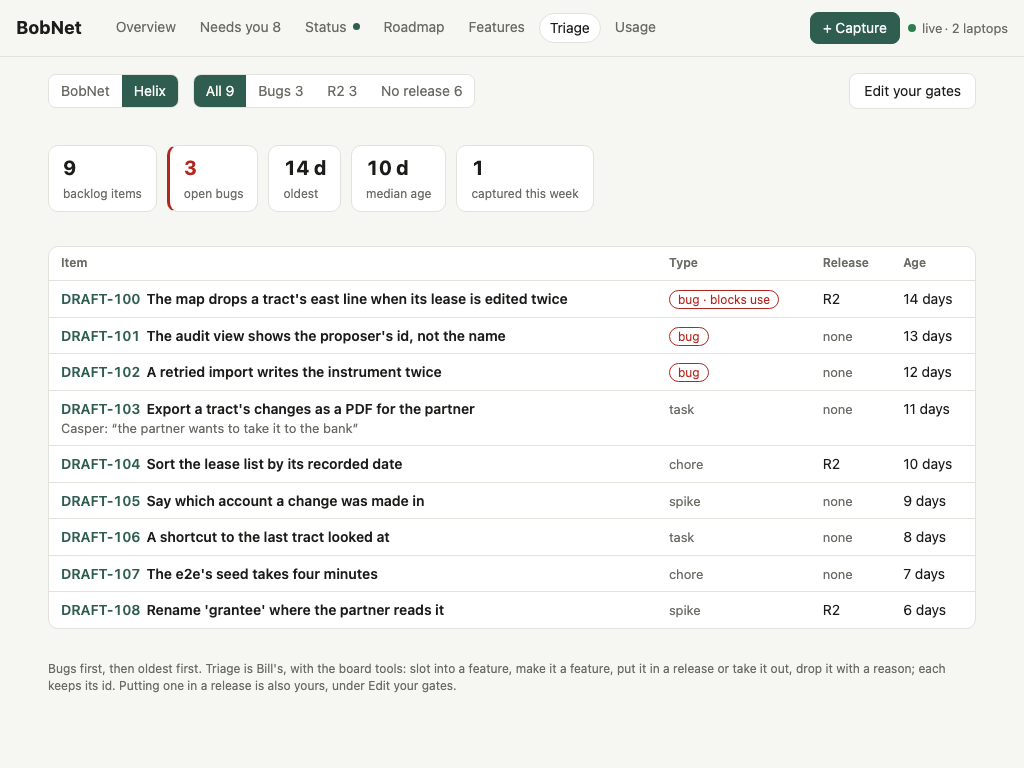 BobNet Overview Needs you 8 Status Roadmap Features Triage Usage + Capture live · 2 laptops
BobNet Helix All 9 Bugs 3 R2 3 No release 6 Edit your gates
9 3 14 d 10 d 1
backlog items open bugs oldest median age captured this week
Item Type Release Age
DRAFT-100 The map drops a tract's east line when its lease is edited twice bug · blocks use R2 14 days
DRAFT-101 The audit view shows the proposer's id, not the name bug none 13 days
DRAFT-102 A retried import writes the instrument twice bug none 12 days
DRAFT-103 Export a tract's changes as a PDF for the partner task none 11 days
Casper: “the partner wants to take it to the bank”
DRAFT-104 Sort the lease list by its recorded date chore R2 10 days
DRAFT-105 Say which account a change was made in spike none 9 days
DRAFT-106 A shortcut to the last tract looked at task none 8 days
DRAFT-107 The e2e's seed takes four minutes chore none 7 days
DRAFT-108 Rename 'grantee' where the partner reads it spike R2 6 days
Bugs first, then oldest first. Triage is Bill's, with the board tools: slot into a feature, make it a feature, put it in a release or take it out, drop it with a reason; each
keeps its id. Putting one in a release is also yours, under Edit your gates.